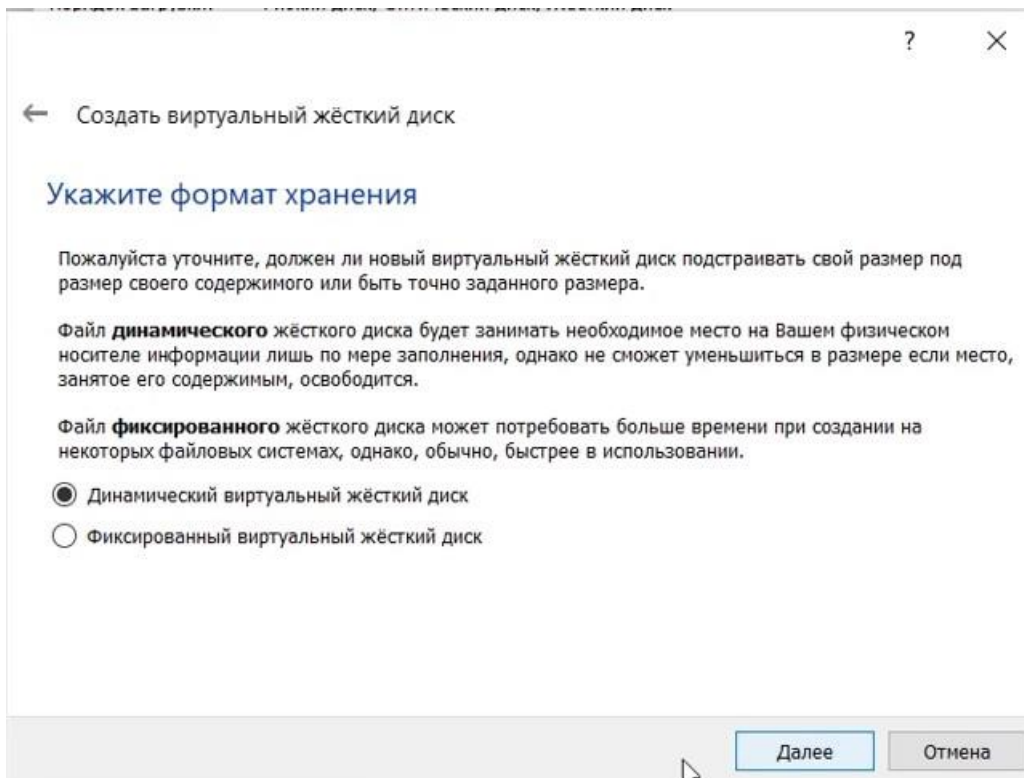 ?
Создать виртуальный жёсткий диск
Укажите формат хранения
Пожалуйста уточните, должен ли новый виртуальный жёсткий диск подстраивать свой размер под
размер своего содержимого или быть точно заданного размера.
Файл динамического жёсткого диска будет занимать необходимое место на Вашем физическом
носителе информации лишь по мере заполнения, однако не сможет уменьшиться в размере если место,
занятое его содержимым, освободится.
Файл фиксированного жёсткого диска может потребовать больше времени при создании на
некоторых файловых системах, однако, обычно, быстрее в использовании.
Динамический виртуальный жёсткий диск
Фиксированный виртуальный жёсткий диск
Далее Отмена